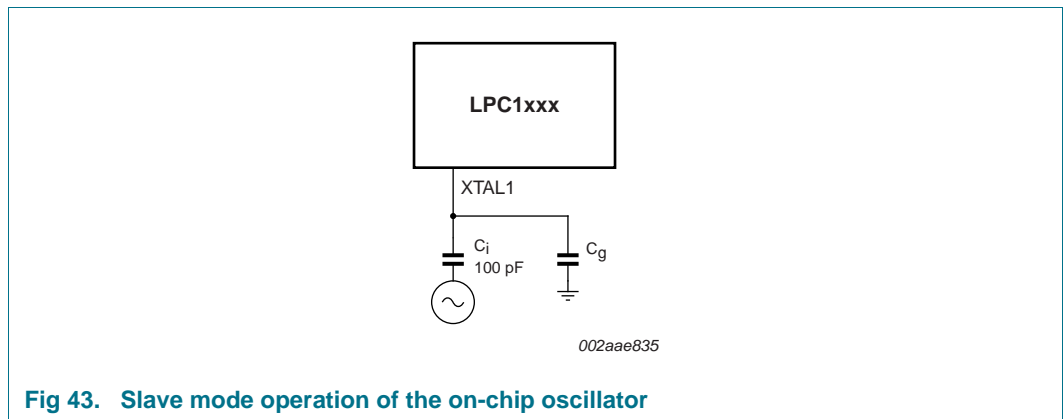 LPC1xxx
XTAL1
Ci
100 pF
Cg
002aae835
Fig 43. Slave mode operation of the on-chip oscillator